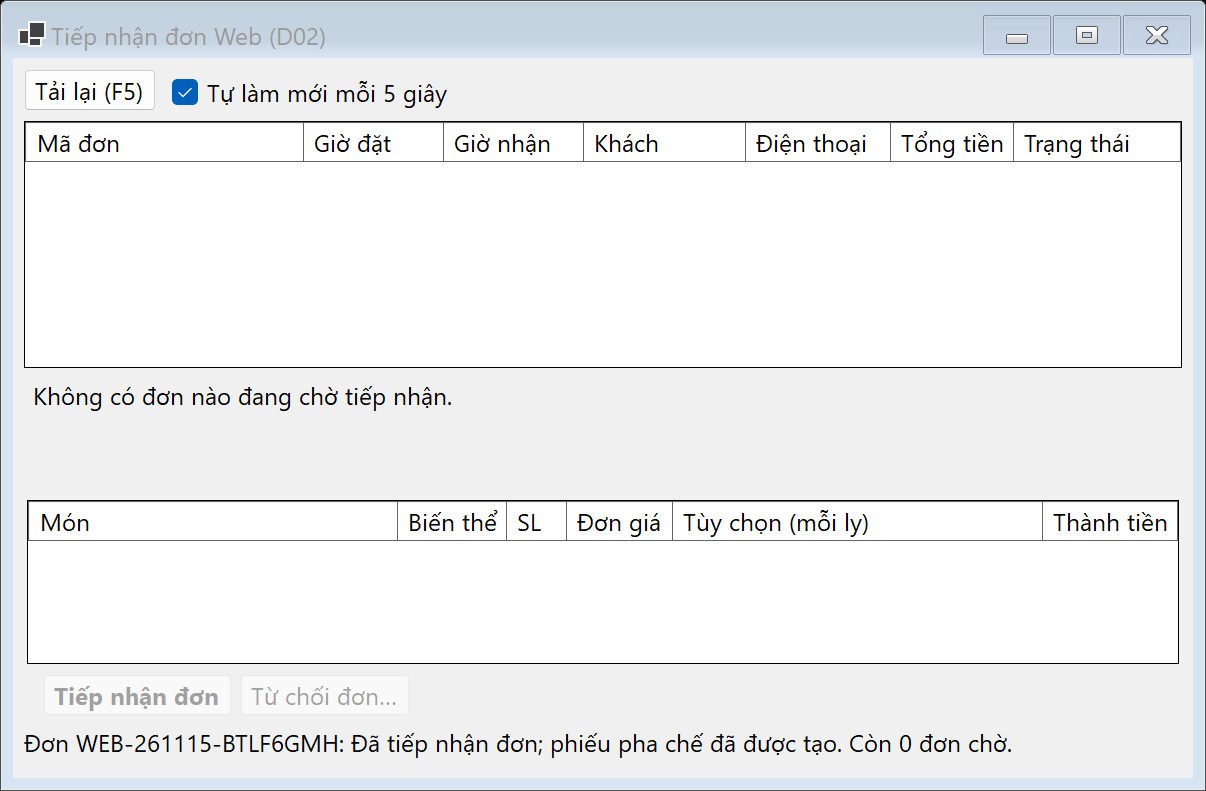 Tiếp nhận đơn Web (D02)
Tải lại (F5) Tự làm mới mỗi 5 giây
Mã đơn Giờ đặt Giờ nhận Khách Điện thoại Tổng tiền Trạng thái
Không có đơn nào đang chờ tiếp nhận.
Món Biến thể SL Đơn giá Tùy chọn (mỗi ly) Thành tiền
Tiếp nhận đơn Từ chối đơn...
Đơn WEB-261115-BTLF6GMH: Đã tiếp nhận đơn; phiếu pha chế đã được tạo. Còn 0 đơn chờ.